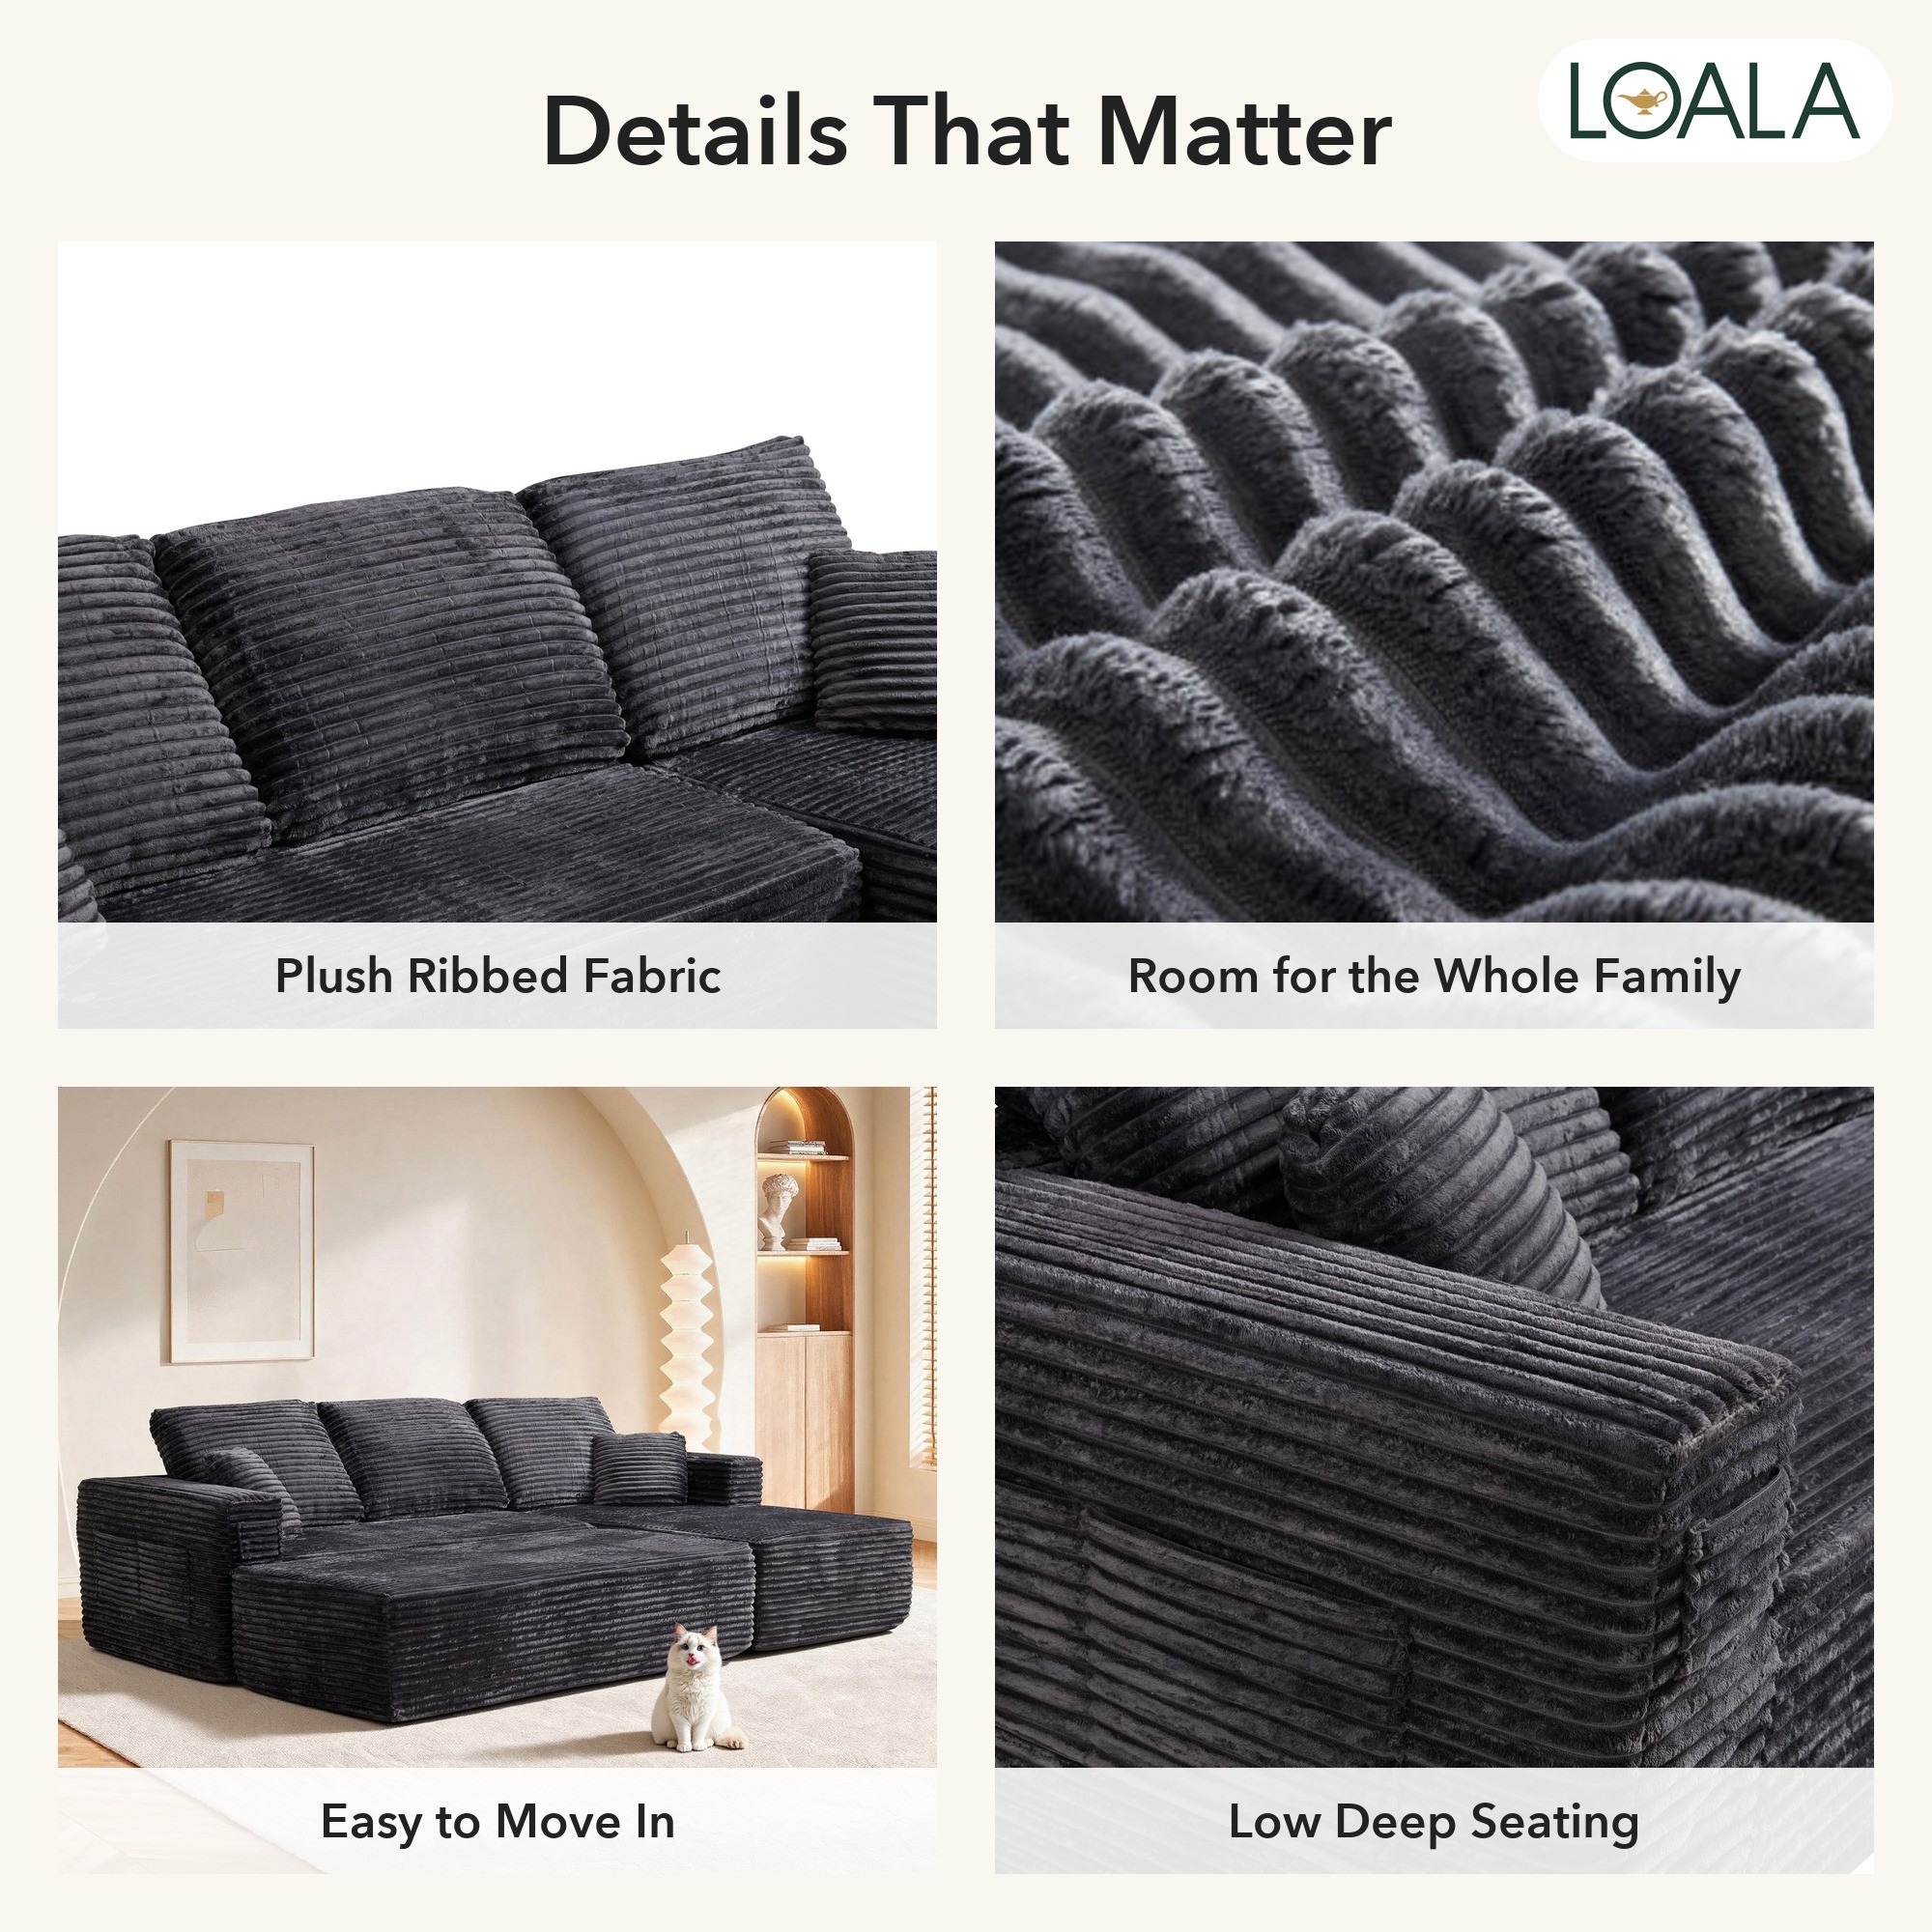 LOALA
Details That Matter
Plush Ribbed Fabric
Room for the Whole Family
Easy to Move In
Low Deep Seating